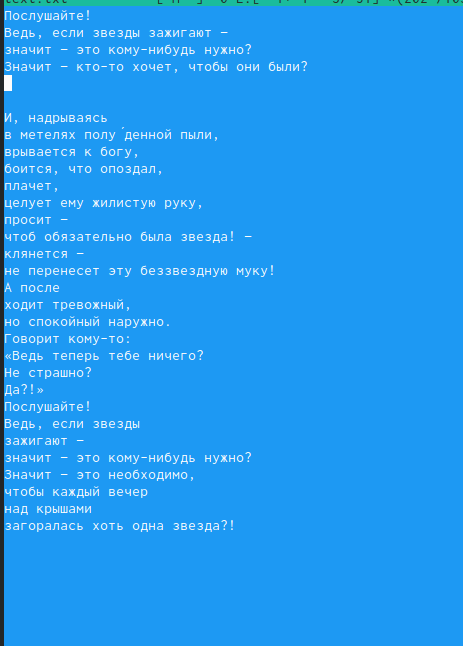 Послушайте!
Ведь, если звезды зажигают –
значит – это кому-нибудь нужно?
Значит – кто-то хочет, чтобы они были?
И, надрываясь
в метелях полу́денной пыли,
врывается к богу,
боится, что опоздал,
плачет,
целует ему жилистую руку,
просит –
чтоб обязательно была звезда! –
клянется –
не перенесет эту беззвездную муку!
А после
ходит тревожный,
но спокойный наружно.
Говорит кому-то:
«Ведь теперь тебе ничего?
Не страшно?
Да?!»
Послушайте!
Ведь, если звезды
зажигают –
значит – это кому-нибудь нужно?
Значит – это необходимо,
чтобы каждый вечер
над крышами
загоралась хоть одна звезда?!